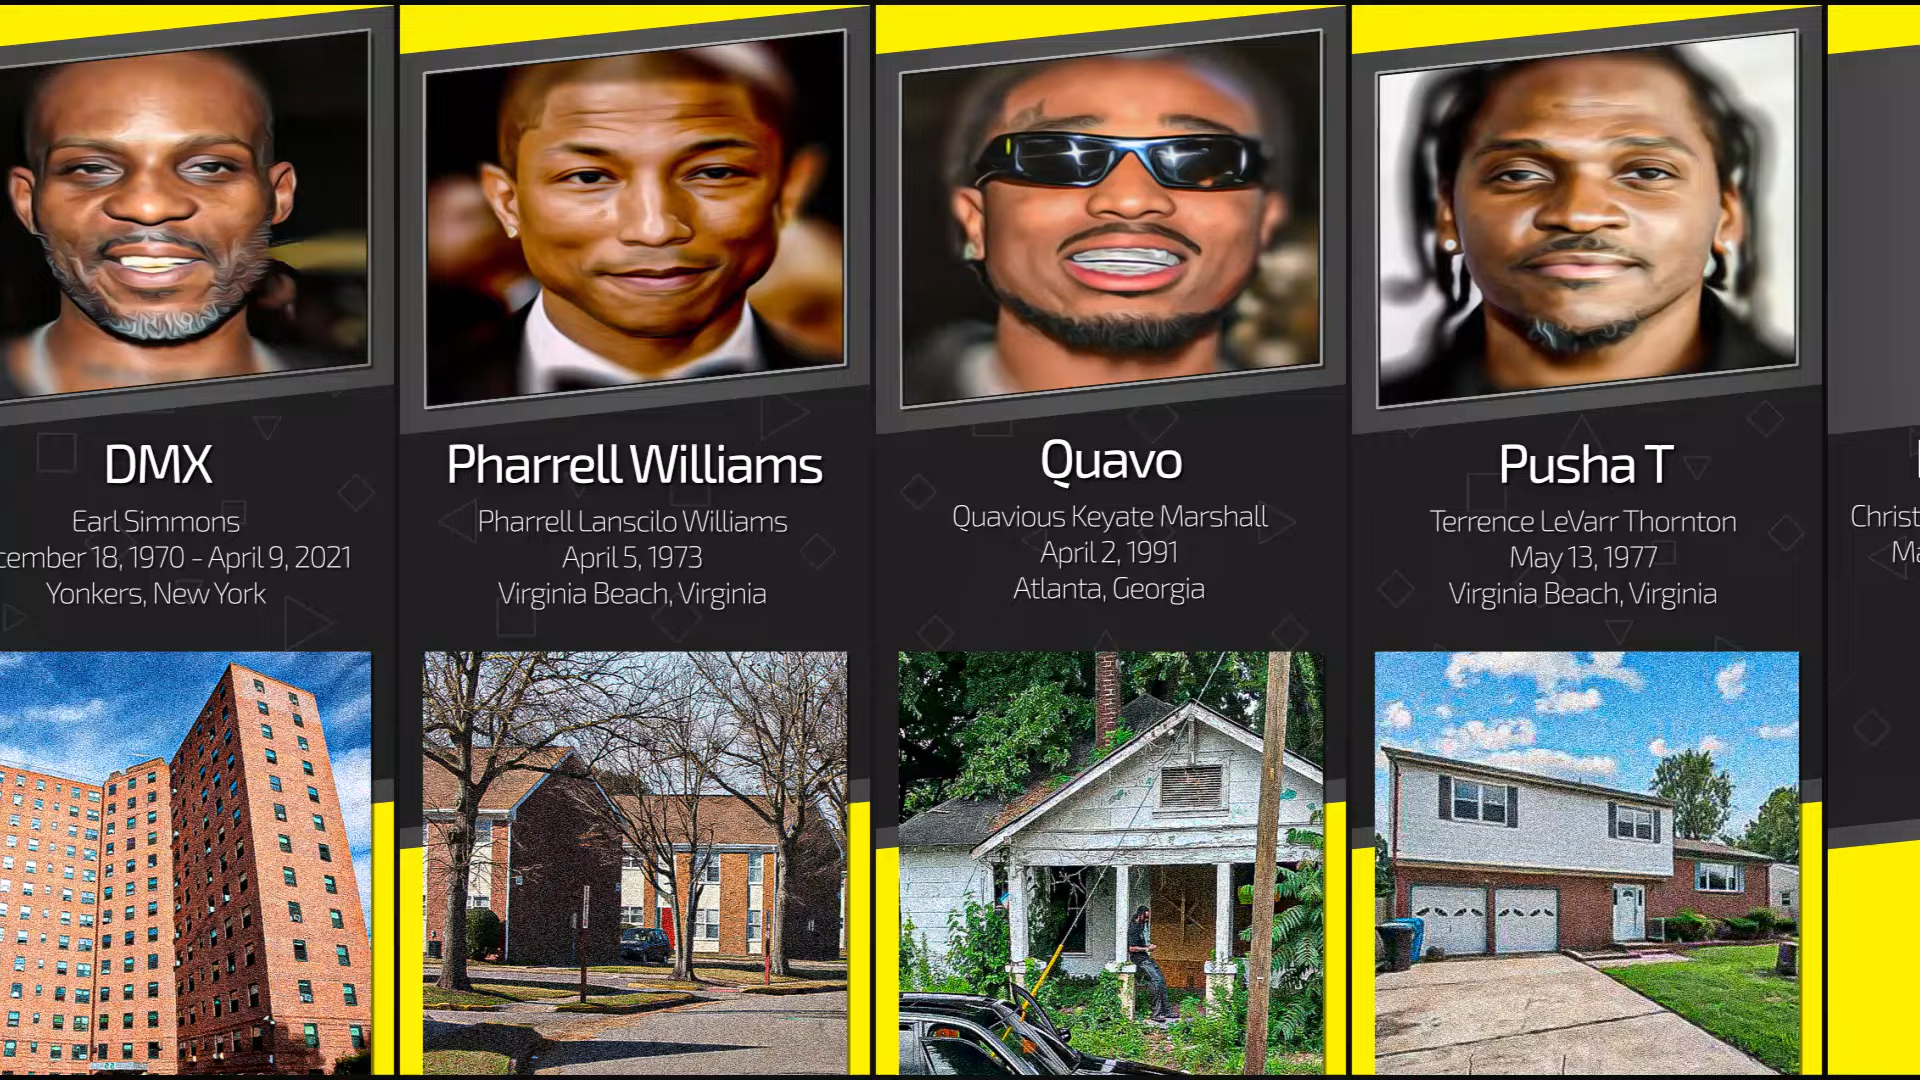 DMX
Earl Simmons
cember 18, 1970 - April 9, 2021
Yonkers, New York
Pharrell Williams
Pharrell Lanscilo Williams
April 5, 1973
Virginia Beach, Virginia
Quavo
Quavious Keyate Marshall
April 2, 1991
Atlanta, Georgia
Pusha T
Terrence LeVarr Thornton
May 13, 1977
Virginia Beach, Virginia
Christ
Ma